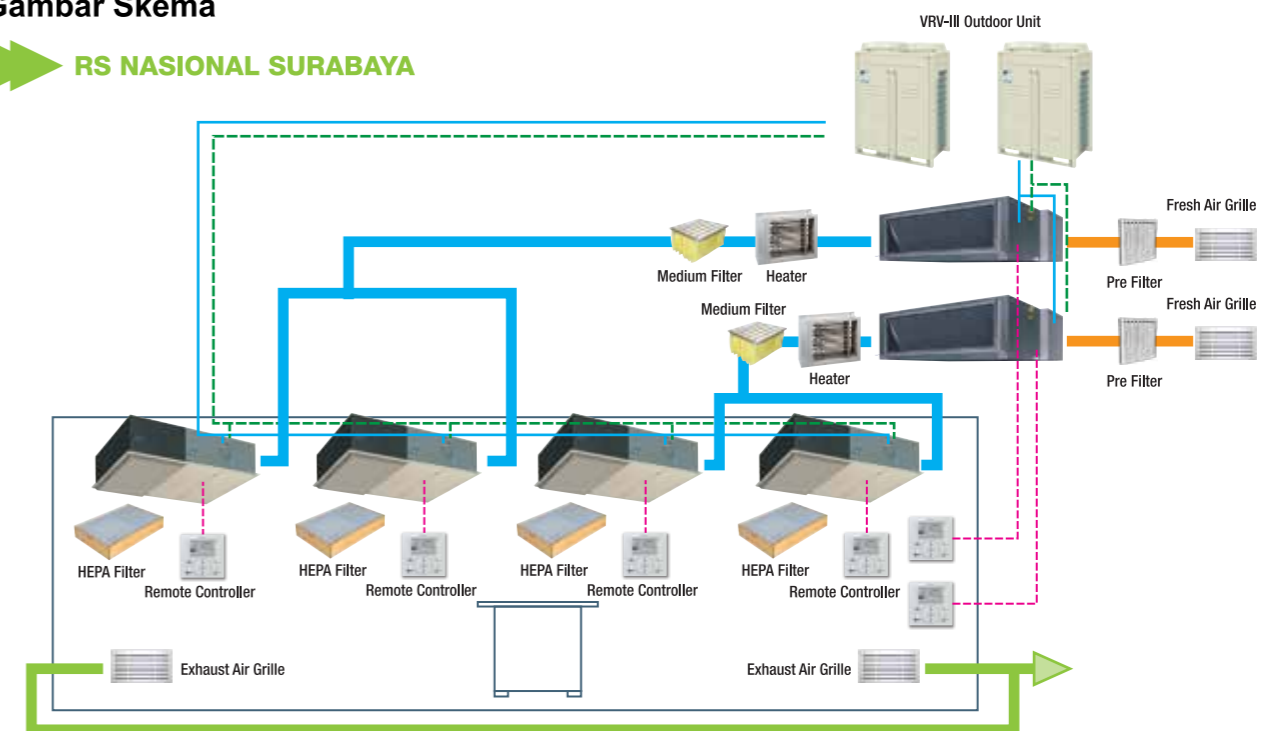 Gambar Skema
VRV-III Outdoor Unit
RS NASIONAL SURABAYA
Fresh Air Grille
Medium Filter
Heater
Pre Filter
Medium Filter
Fresh Air Grille
Heater
Pre Filter
HEPA Filter
Remote Controller
HEPA Filter
Remote Controller
HEPA Filter
Remote Controller
HEPA Filter
Remote Controller
Exhaust Air Grille
Exhaust Air Grille